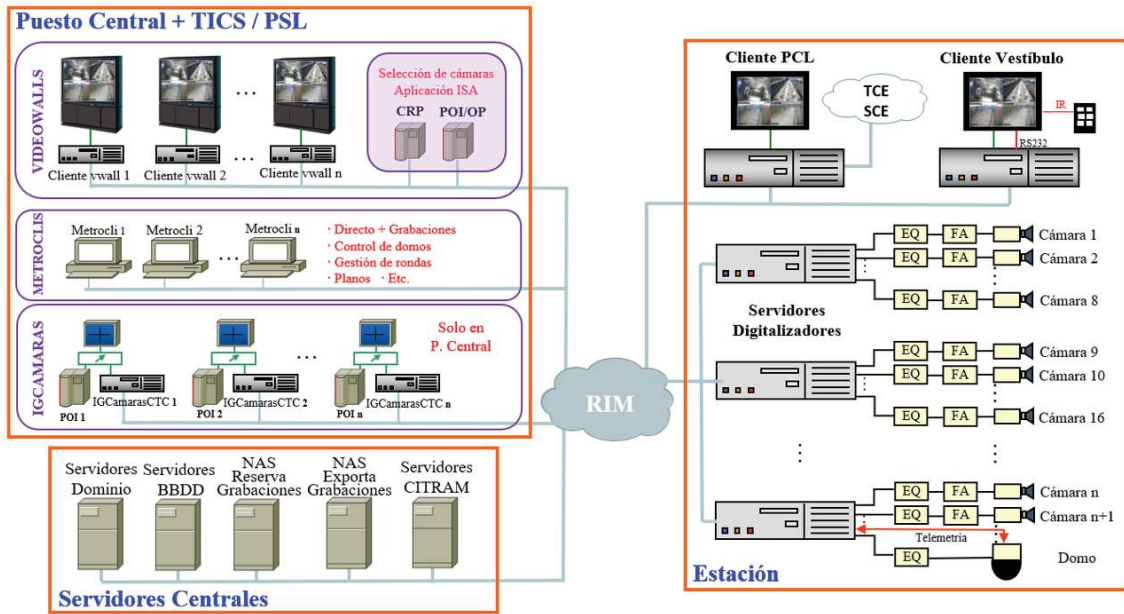 Puesto Central + TICS / PSL
VIDEOWALLS
Cliente vwall 1
Cliente vwall 2
Cliente vwall n
...
...
Selección de cámaras
Aplicación ISA
CRP
POI/OP
METROCLIS
Metrocli 1
Metrocli 2
Metrocli n
...
· Directo + Grabaciones
· Control de domos
· Gestión de rondas
· Planos · Etc.
IGCAMARAS
Solo en
P. Central
...
POI 1
IGCamarasCTC 1
POI 2
IGCamarasCTC 2
POI n
IGCamarasCTC n
RIM
Servidores
Dominio
Servidores
BBDD
NAS
Reserva
Grabaciones
NAS
Exporta
Grabaciones
Servidores
CITRAM
Servidores Centrales
Cliente PCL
TCE
SCE
Cliente Vestíbulo
IR
RS232
Servidores
Digitalizadores
EQ
FA
Cámara 1
EQ
FA
Cámara 2
EQ
FA
Cámara 8
EQ
FA
Cámara 9
EQ
FA
Cámara 10
EQ
FA
Cámara 16
EQ
FA
Cámara n
EQ
FA
Cámara n+1
Telemetria
EQ
Domo
Estación